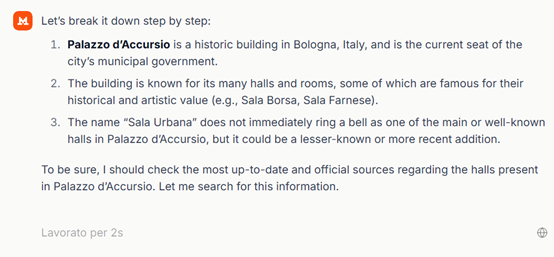 Let’s break it down step by step:
1. Palazzo d’Accursio is a historic building in Bologna, Italy, and is the current seat of the
city’s municipal government.
2. The building is known for its many halls and rooms, some of which are famous for their
historical and artistic value (e.g., Sala Borsa, Sala Farnese).
3. The name “Sala Urbana” does not immediately ring a bell as one of the main or well-known
halls in Palazzo d’Accursio, but it could be a lesser-known or more recent addition.
To be sure, I should check the most up-to-date and official sources regarding the halls present
in Palazzo d’Accursio. Let me search for this information.
Lavorato per 2s